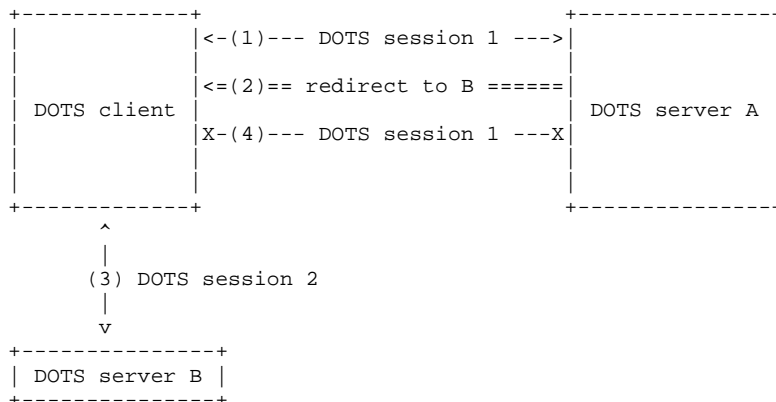 +-------------+                          +---------------
|             |<-(1)--- DOTS session 1 --->|
|             |                          |
|             |<=(2)== redirect to B ======|
| DOTS client |                          | DOTS server A
|             |X-(4)--- DOTS session 1 ---X|
|             |                          |
|             |                          |
+-------------+                          +---------------
      ^
      |
     (3) DOTS session 2
      |
      v
+---------------+
| DOTS server B |
+---------------+